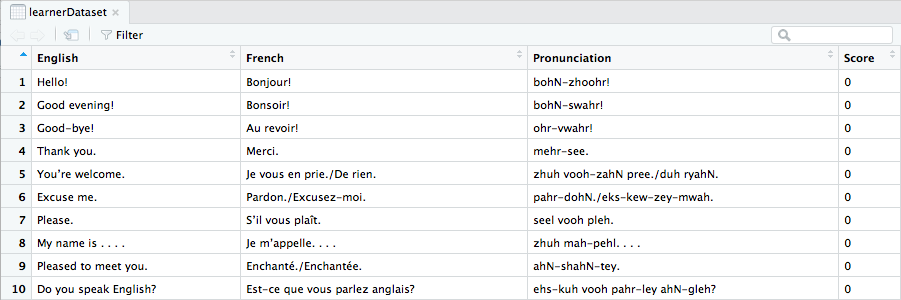 learnerDataset
Filter
English French Pronunciation Score
1 Hello! Bonjour! bohN-zhoohr! 0
2 Good evening! Bonsoir! bohN-swahr! 0
3 Good-bye! Au revoir! ohr-vwahr! 0
4 Thank you. Merci. mehr-see. 0
5 You’re welcome. Je vous en prie./De rien. zhuh vooh-zahN pree./duh ryahN. 0
6 Excuse me. Pardon./Excusez-moi. pahr-dohN./eks-kew-zey-mwah. 0
7 Please. S’il vous plaît. seel vooh pleh. 0
8 My name is . . . . Je m’appelle. . . . zhuh mah-pehl. . . . 0
9 Pleased to meet you. Enchanté./Enchantée. ahN-shahN-tey. 0
10 Do you speak English? Est-ce que vous parlez anglais? ehs-kuh vooh pahr-ley ahN-gleh? 0